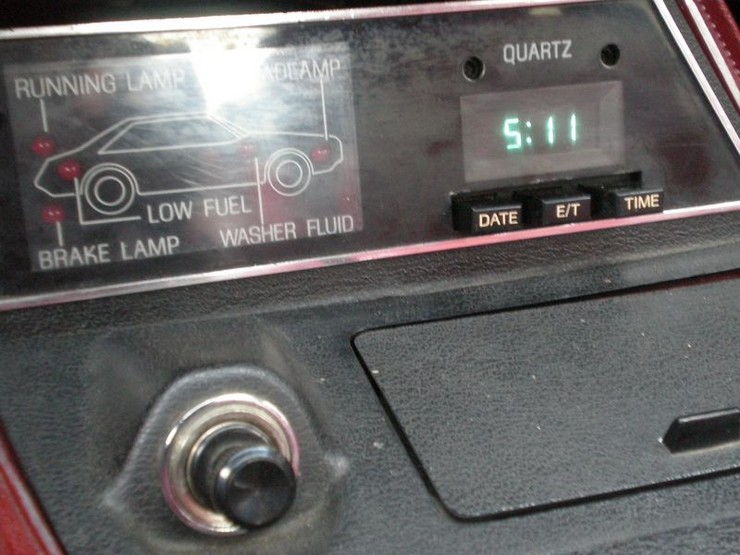 RUNNING LAMP
QUARTZ
5:11
DATE
E/T
TIME
LOW FUEL
WASHER FLUID
BRAKE LAMP